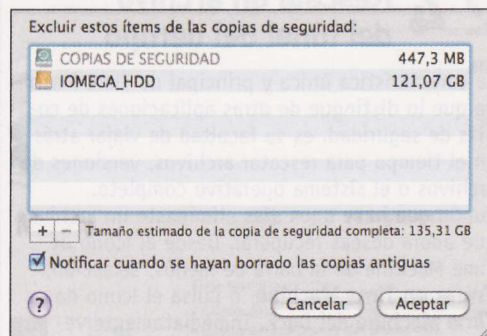 Excluir estos ítems de las copias de seguridad:
COPIAS DE SEGURIDAD 447,3 MB
IOMEGA_HDD 121,07 GB
+ - Tamaño estimado de la copia de seguridad completa: 135,31 GB
Notificar cuando se hayan borrado las copias antiguas
? Cancelar Aceptar